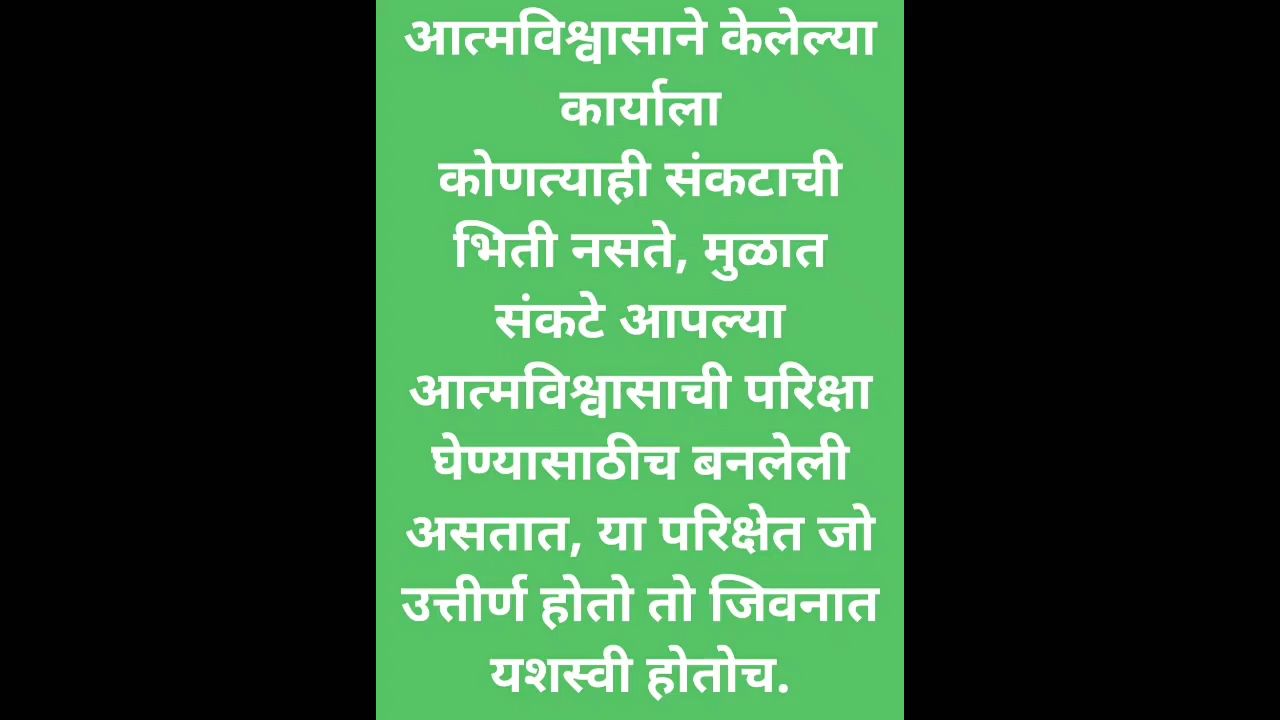 आत्मविश्वासाने केलेल्या
कार्याला
कोणत्याही संकटाची
भिती नसते, मुळात
संकटे आपल्या
आत्मविश्वासाची परिक्षा
घेण्यासाठीच बनलेली
असतात, या परिक्षेत जो
उत्तीर्ण होतो तो जिवनात
यशस्वी होतोच.